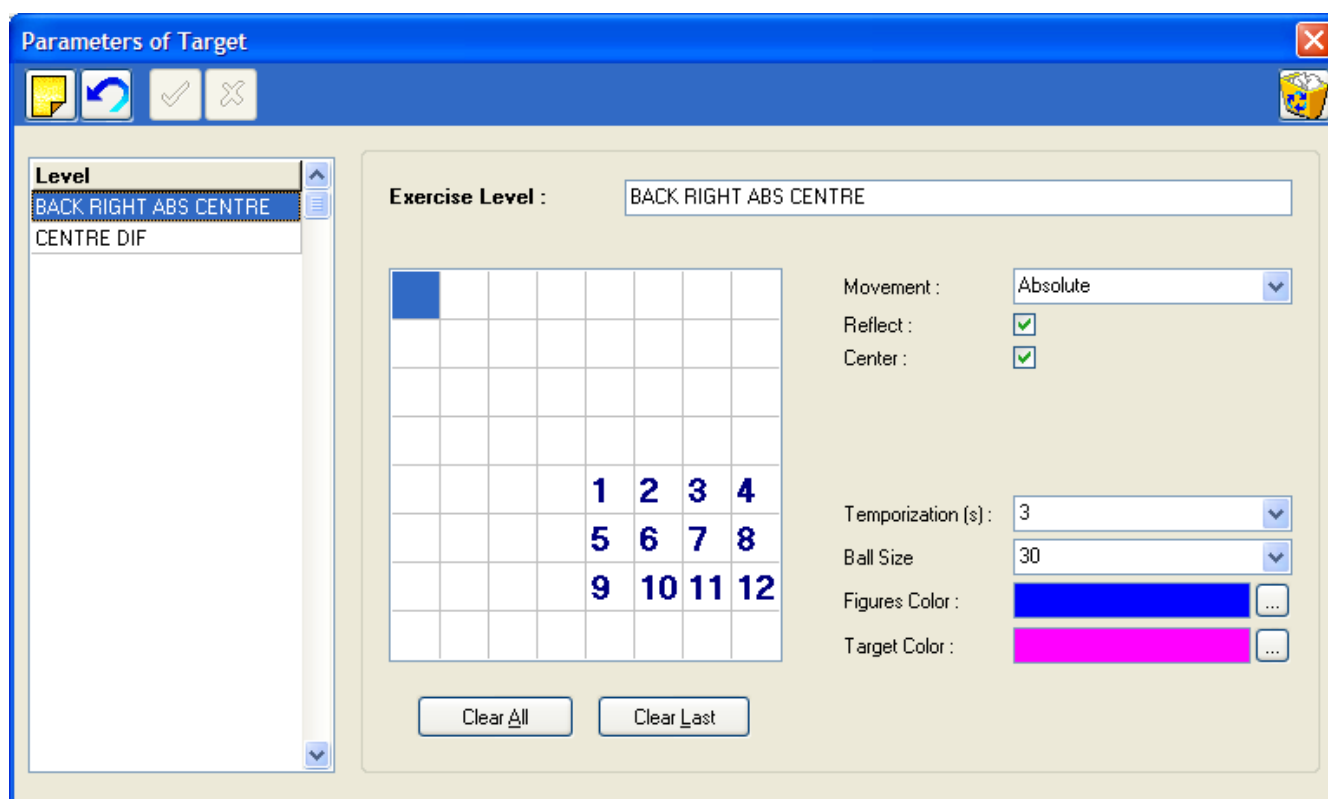 Parameters of Target
Level
BACK RIGHT ABS CENTRE
CENTRE DIF
Exercise Level : BACK RIGHT ABS CENTRE
Movement : Absolute
Reflect :
Center :
1 2 3 4
5 6 7 8
9 10 11 12
Temporization (s) : 3
Ball Size 30
Figures Color : ...
Target Color : ...
Clear All Clear Last